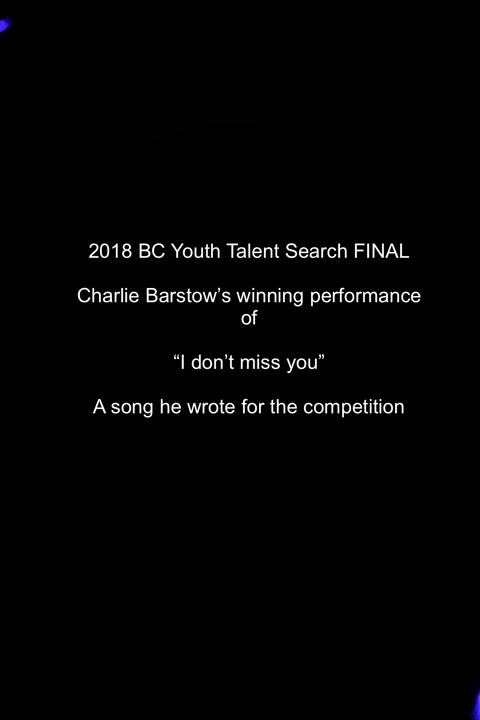 2018 BC Youth Talent Search FINAL
Charlie Barstow’s winning performance
of
“I don’t miss you”
A song he wrote for the competition